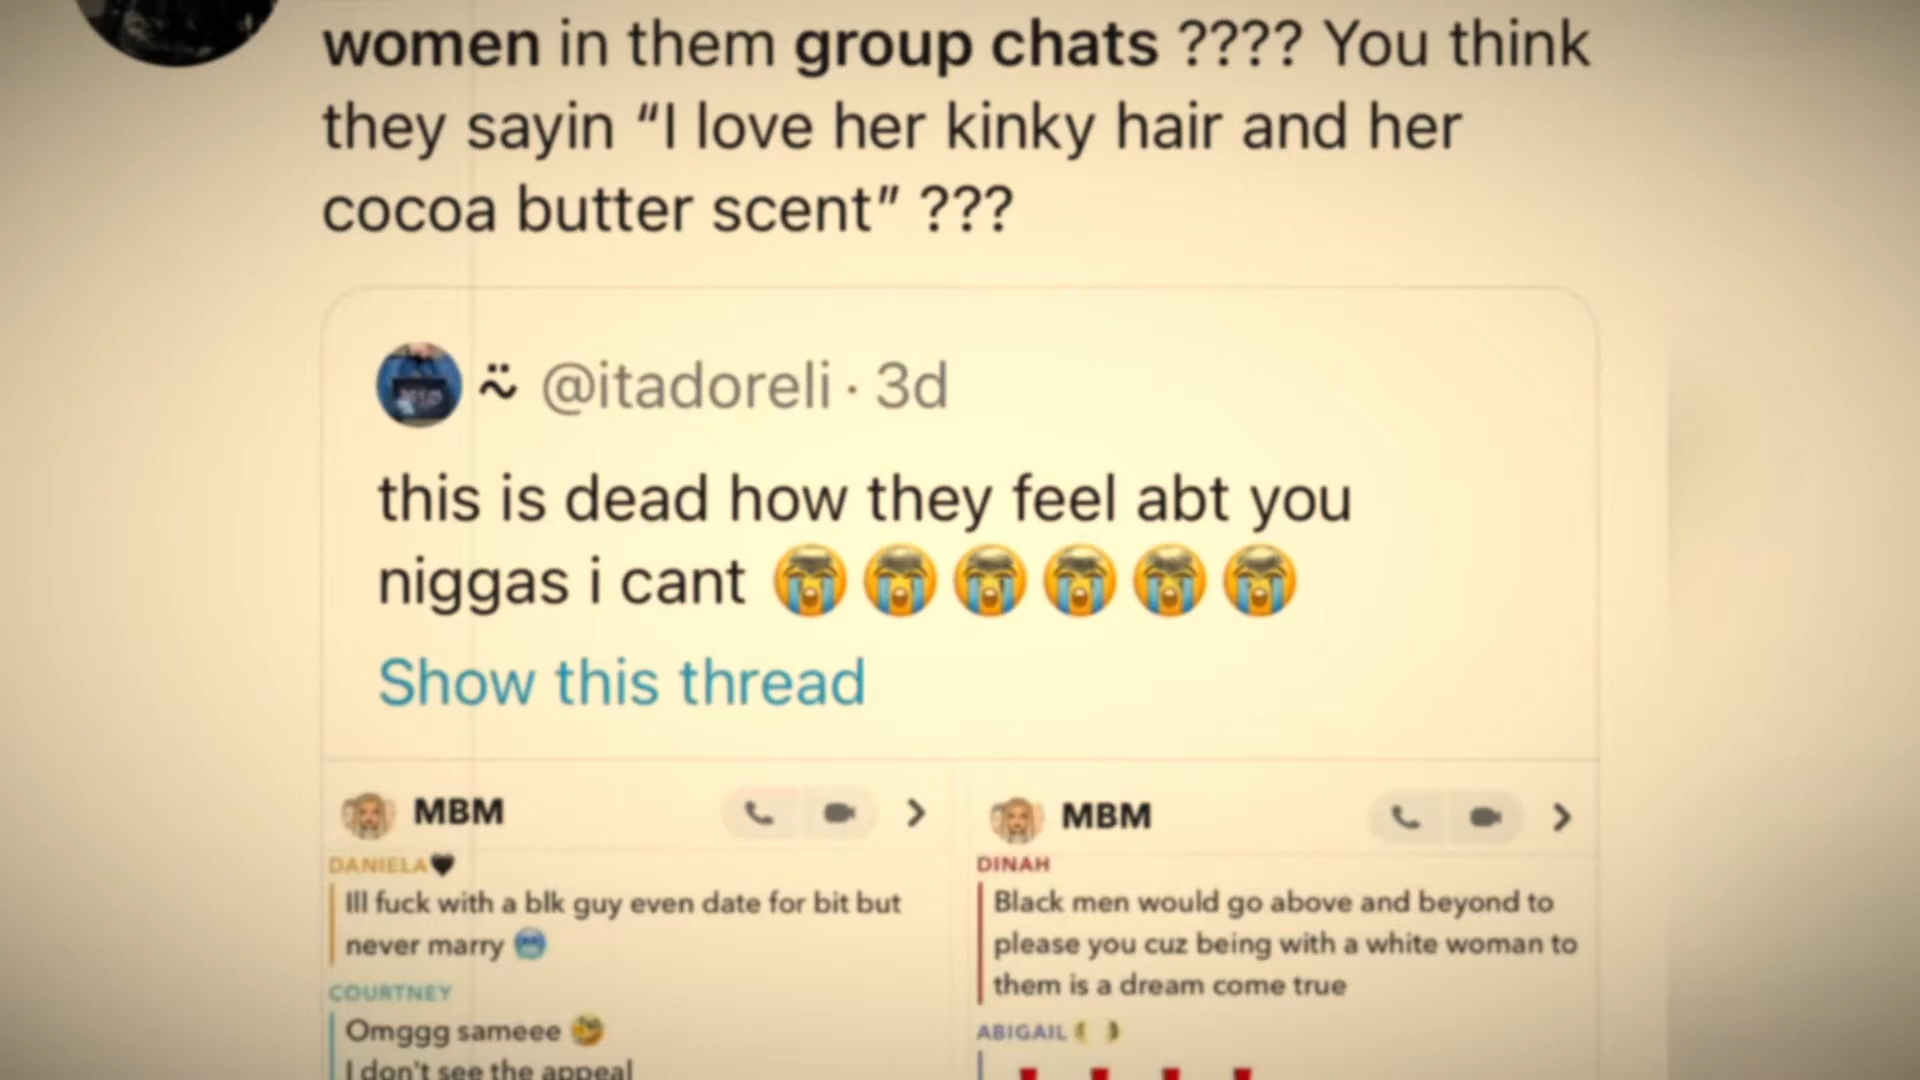 women in them group chats ???? You think
they sayin “I love her kinky hair and her
cocoa butter scent” ???
@itadoreli · 3d
this is dead how they feel abt you
niggas i cant 😭😭😭😭😭😭
Show this thread
MBM
DANIELA🖤
Ill fuck with a blk guy even date for bit but
never marry 🥶
COURTNEY
Omggg sameee 🤣
I don't see the appeal
MBM
DINAH
Black men would go above and beyond to
please you cuz being with a white woman to
them is a dream come true
ABIGAIL